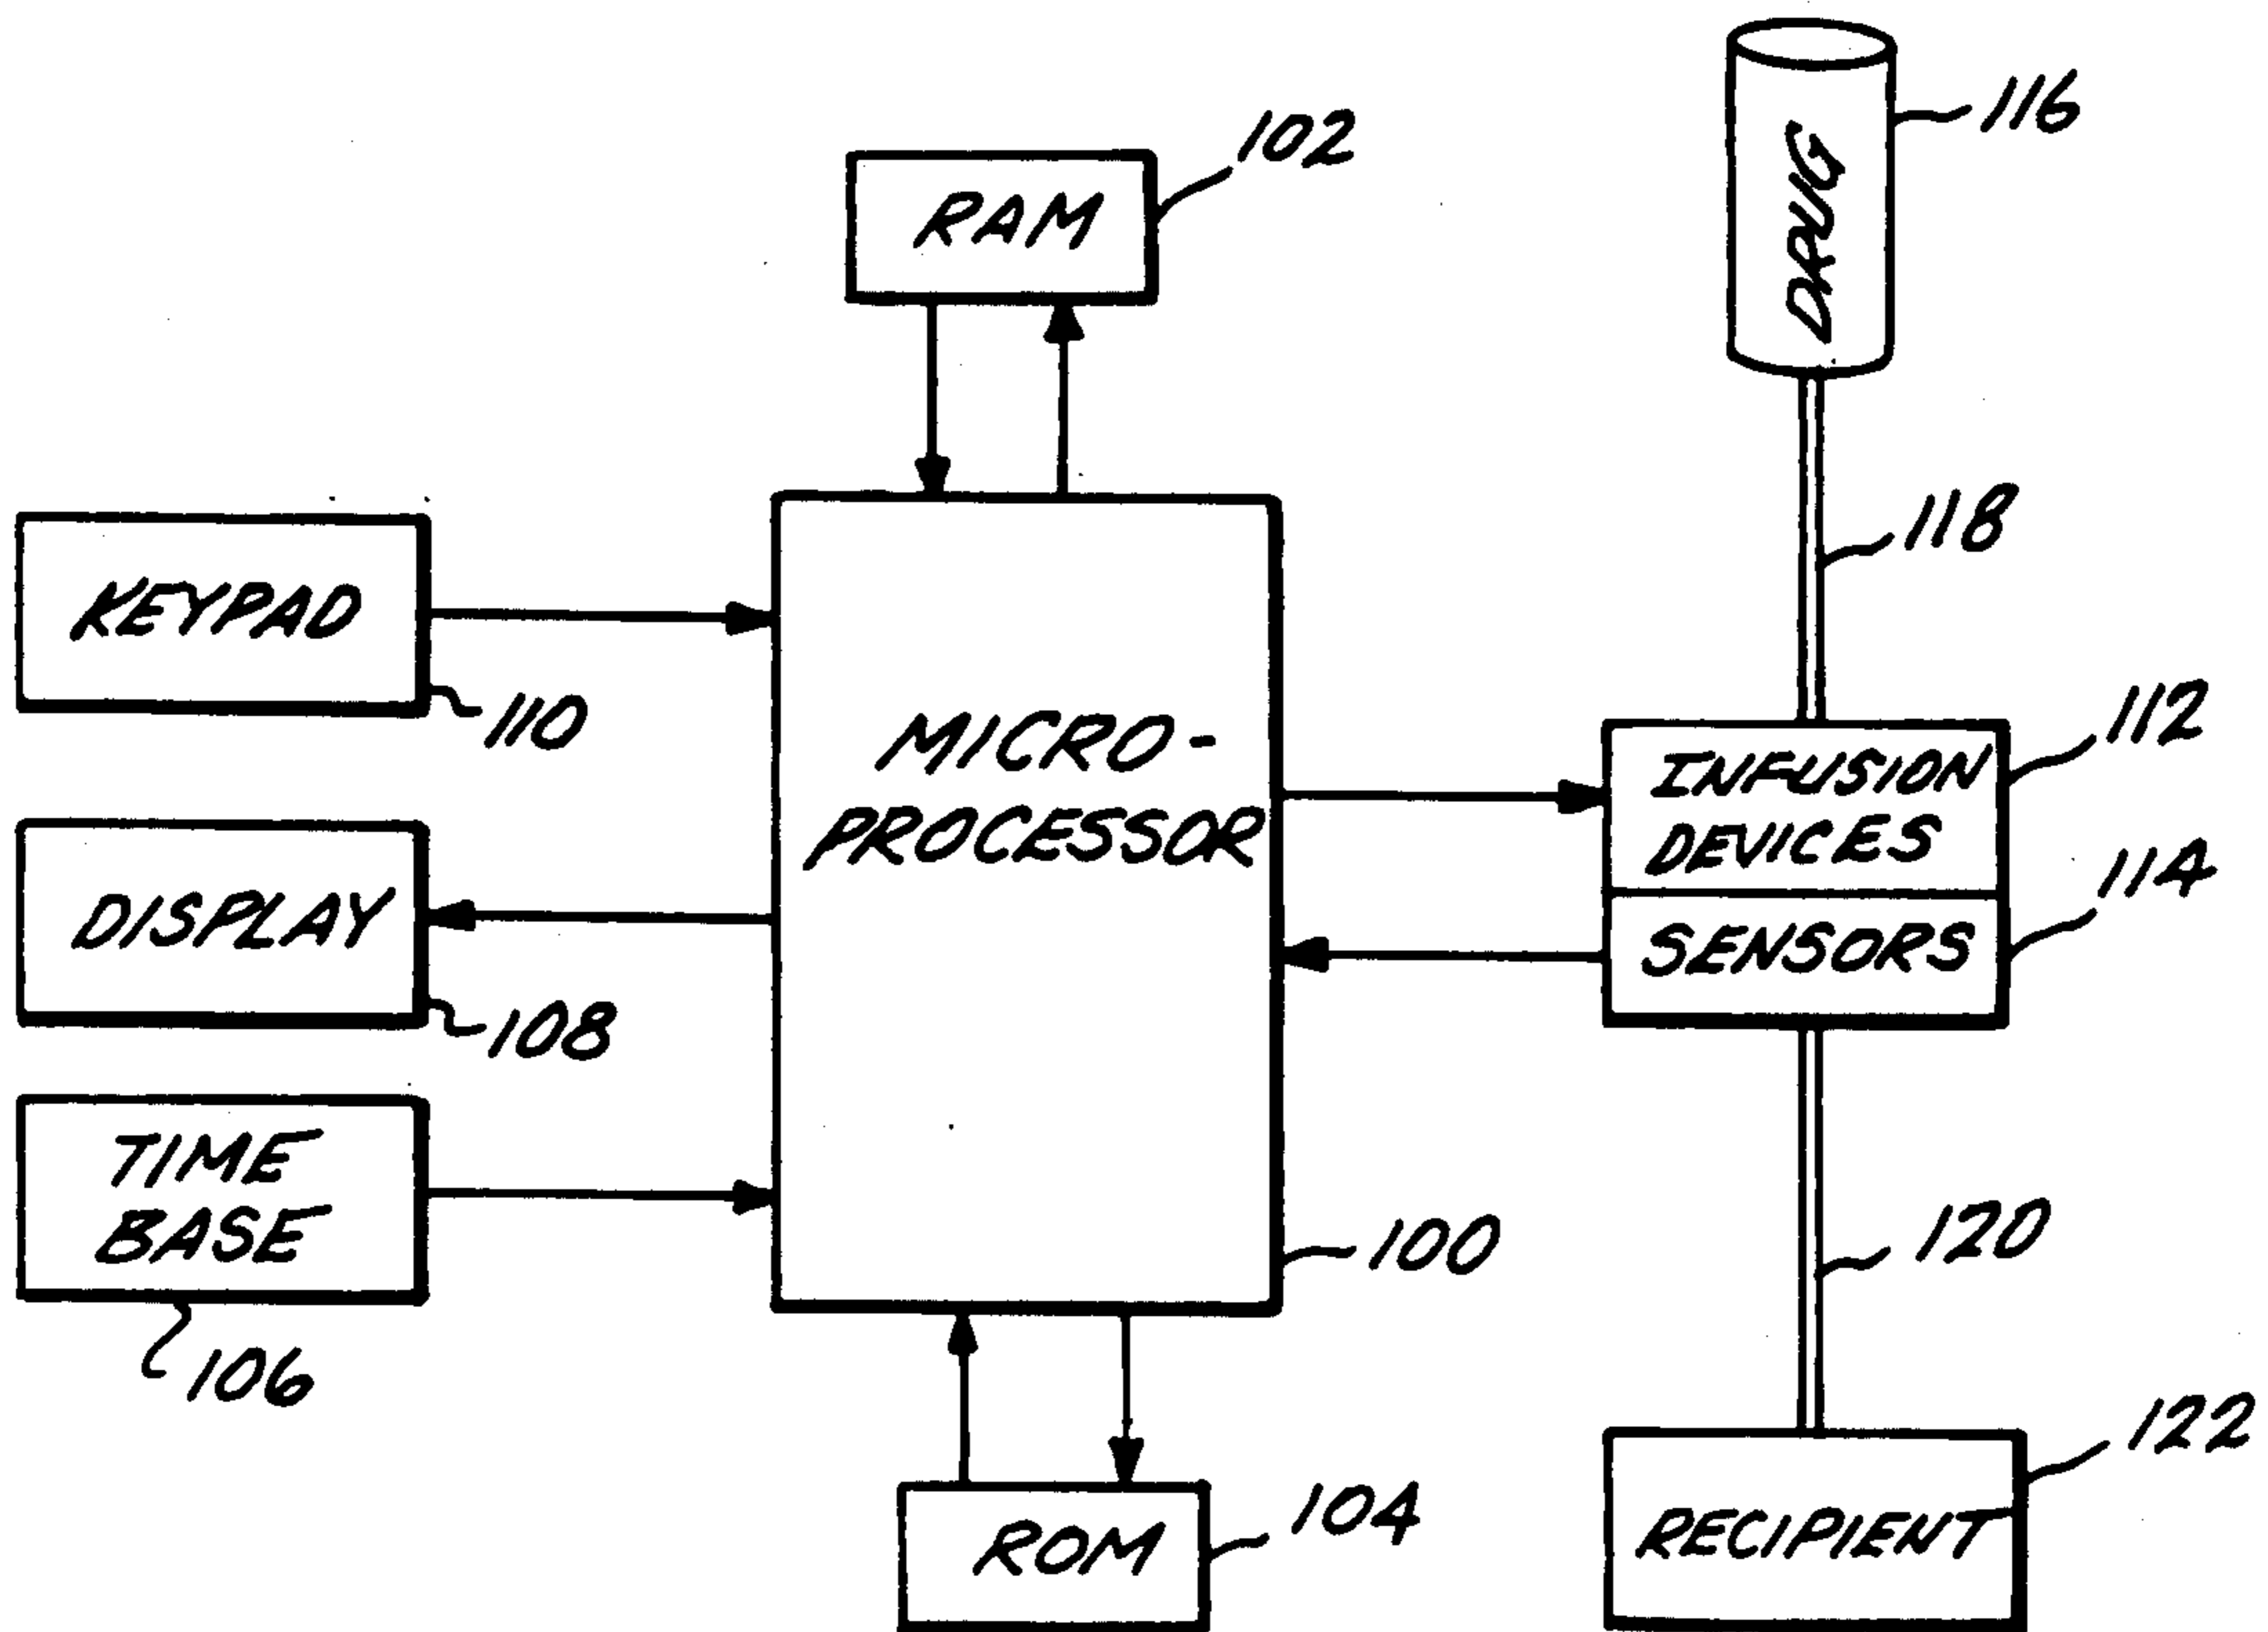 116
DRUG
102
RAM
118
KEYPAD
110
MICRO-
PROCESSOR
112
INFUSION
DEVICES
114
SENSORS
DISPLAY
108
TIME
BASE
106
100
120
122
RECIPIENT
104
ROM